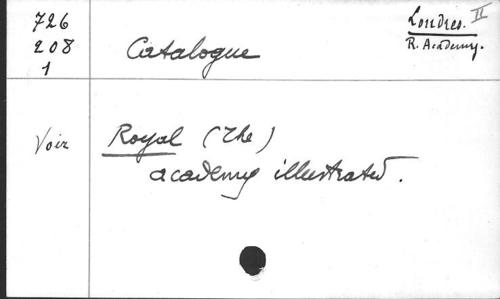 726
208
1
Catalogue
Londres. II
R. Academy.
Voir
Royal (The)
academy illustrated.